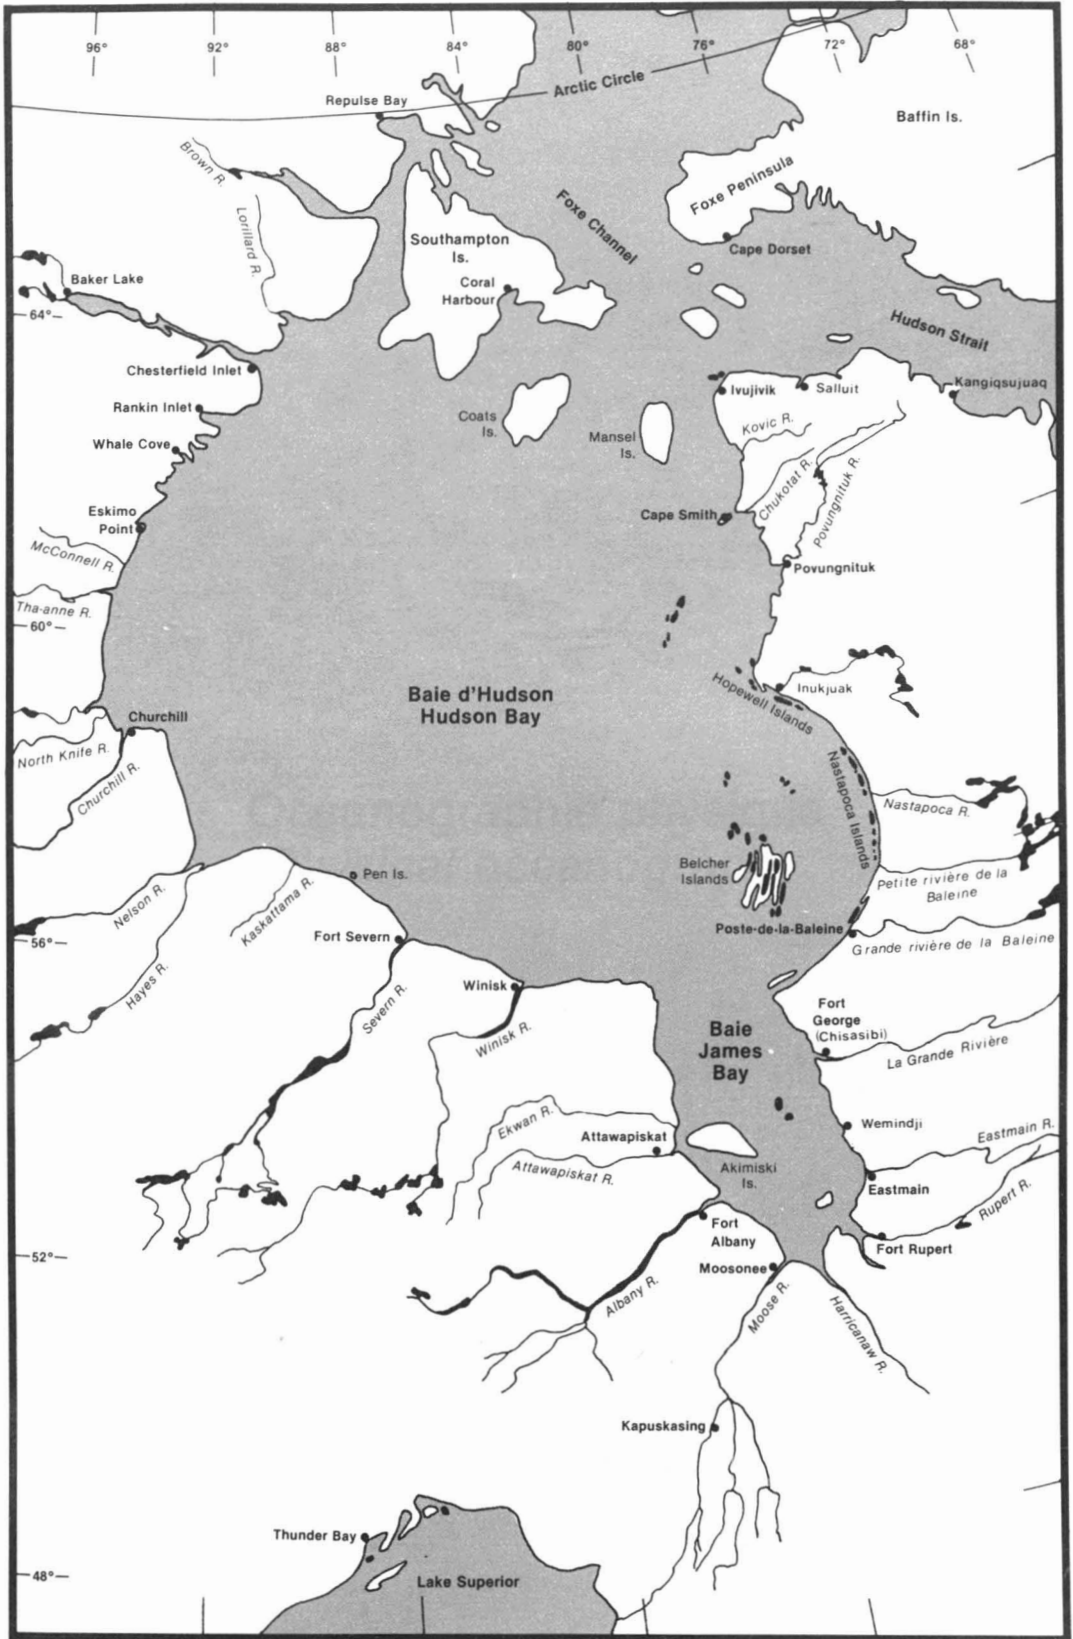 96°
92°
88°
84°
80°
76°
72°
68°
Arctic Circle
Repulse Bay
Baffin Is.
Brown R.
Foxe Peninsula
Foxe Channel
Lorillard R.
Southampton
Is.
Cape Dorset
Baker Lake
Coral
Harbour
64°
Hudson Strait
Chesterfield Inlet
Ivujivik
Salluit
Kangiqsujuaq
Rankin Inlet
Coats
Is.
Mansel
Is.
Kovic R.
Whale Cove
Chukotat R.
Povungnituk R.
Eskimo
Point
Cape Smith
McConnell R.
Povungnituk
Tha-anne R.
60°
Baie d'Hudson
Hudson Bay
Hopewell Islands
Inukjuak
Churchill
North Knife R.
Churchill R.
Nastapoca Islands
Nastapoca R.
Belcher
Islands
Pen Is.
Petite rivière de la
Baleine
Nelson R.
Kaskattama R.
Poste-de-la-Baleine
56°
Fort Severn
Grande rivière de la Baleine
Hayes R.
Severn R.
Winisk
Winisk R.
Fort
George
(Chisasibi)
Baie
James
Bay
La Grande Rivière
Ekwan R.
Attawapiskat
Wemindji
Eastmain R.
Attawapiskat R.
Akimiski
Is.
Eastmain
Rupert R.
Fort
Albany
Fort Rupert
52°
Moosonee
Albany R.
Moose R.
Harricanaw R.
Kapuskasing
Thunder Bay
48°
Lake Superior